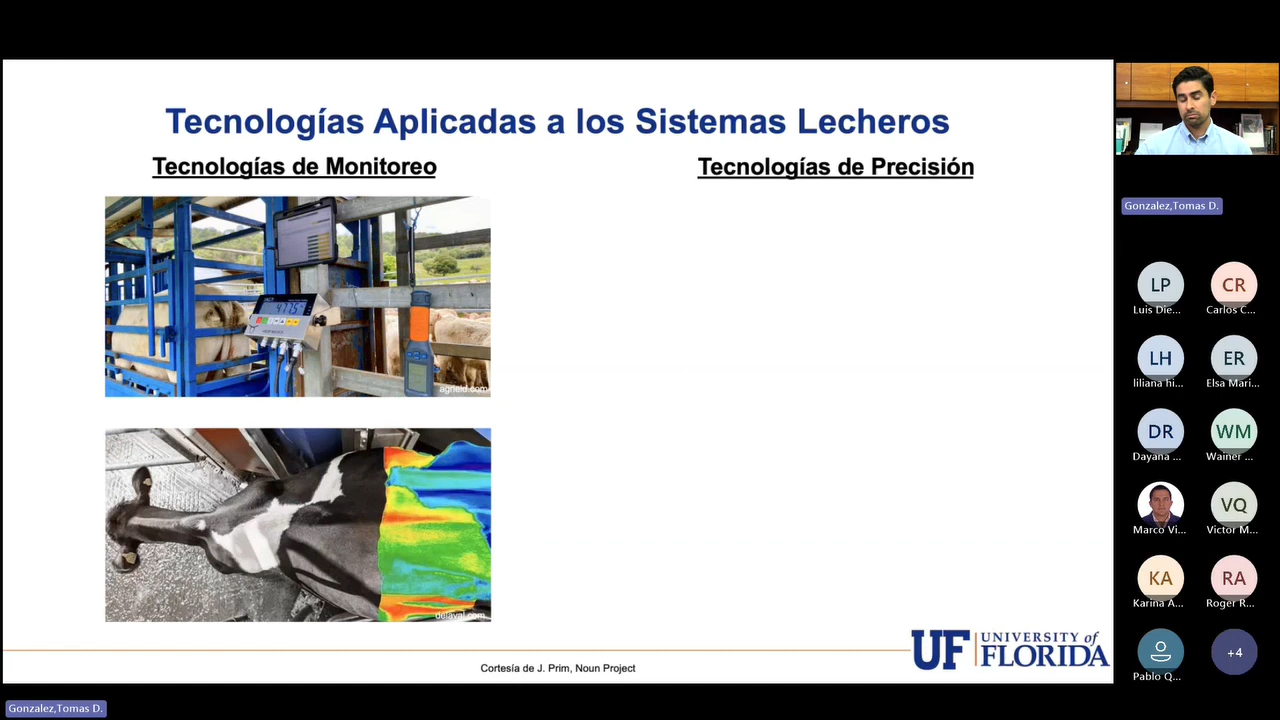 Tecnologías Aplicadas a los Sistemas Lecheros
Tecnologías de Monitoreo
Tecnologías de Precisión
4775
agrieid.com
delaval.com
Cortesía de J. Prim, Noun Project
UF UNIVERSITY of
FLORIDA
Gonzalez,Tomas D.
Gonzalez,Tomas D.
LP
CR
Luis Die...
Carlos C...
LH
ER
liliana hi...
Elsa Mari...
DR
WM
Dayana ...
Wainer ...
VQ
Marco Vi...
Victor M...
KA
RA
Karina A...
Roger R...
+4
Pablo Q...